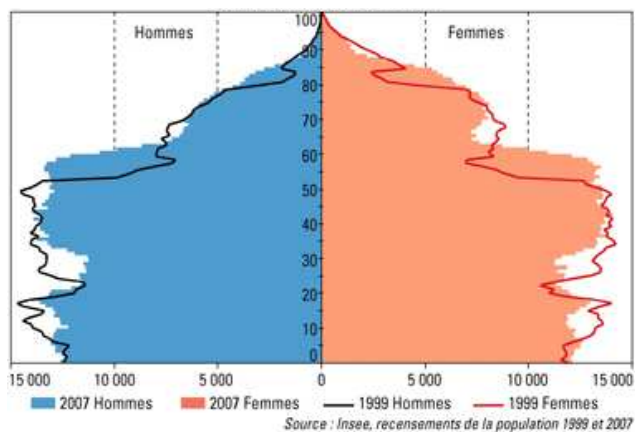 Hommes
Femmes
100
80
70
60
50
40
30
20
10
0
15 000
10 000
5 000
0
5 000
10 000
15 000
2007 Hommes
2007 Femmes
1999 Hommes
1999 Femmes
Source : Insee, recensements de la population 1999 et 2007